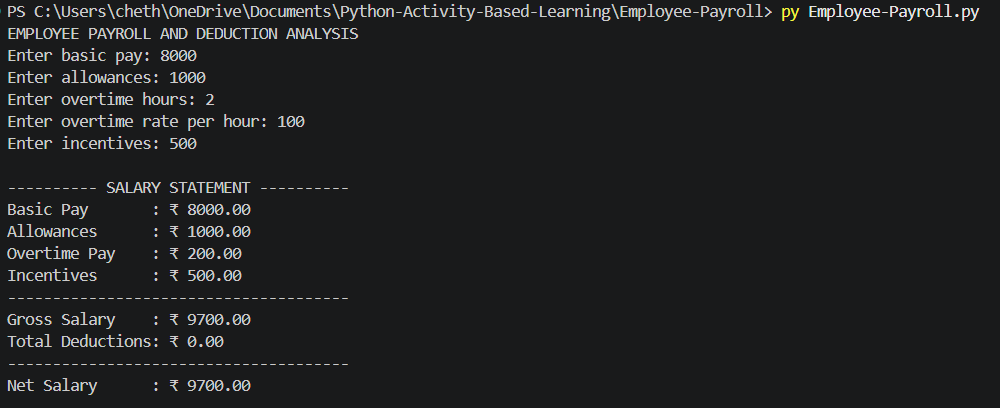 PS C:\Users\cheth\OneDrive\Documents\Python-Activity-Based-Learning\Employee-Payroll> py Employee-Payroll.py
EMPLOYEE PAYROLL AND DEDUCTION ANALYSIS
Enter basic pay: 8000
Enter allowances: 1000
Enter overtime hours: 2
Enter overtime rate per hour: 100
Enter incentives: 500
---------- SALARY STATEMENT ----------
Basic Pay       : ₹ 8000.00
Allowances      : ₹ 1000.00
Overtime Pay    : ₹ 200.00
Incentives      : ₹ 500.00
--------------------------------------
Gross Salary    : ₹ 9700.00
Total Deductions: ₹ 0.00
--------------------------------------
Net Salary      : ₹ 9700.00